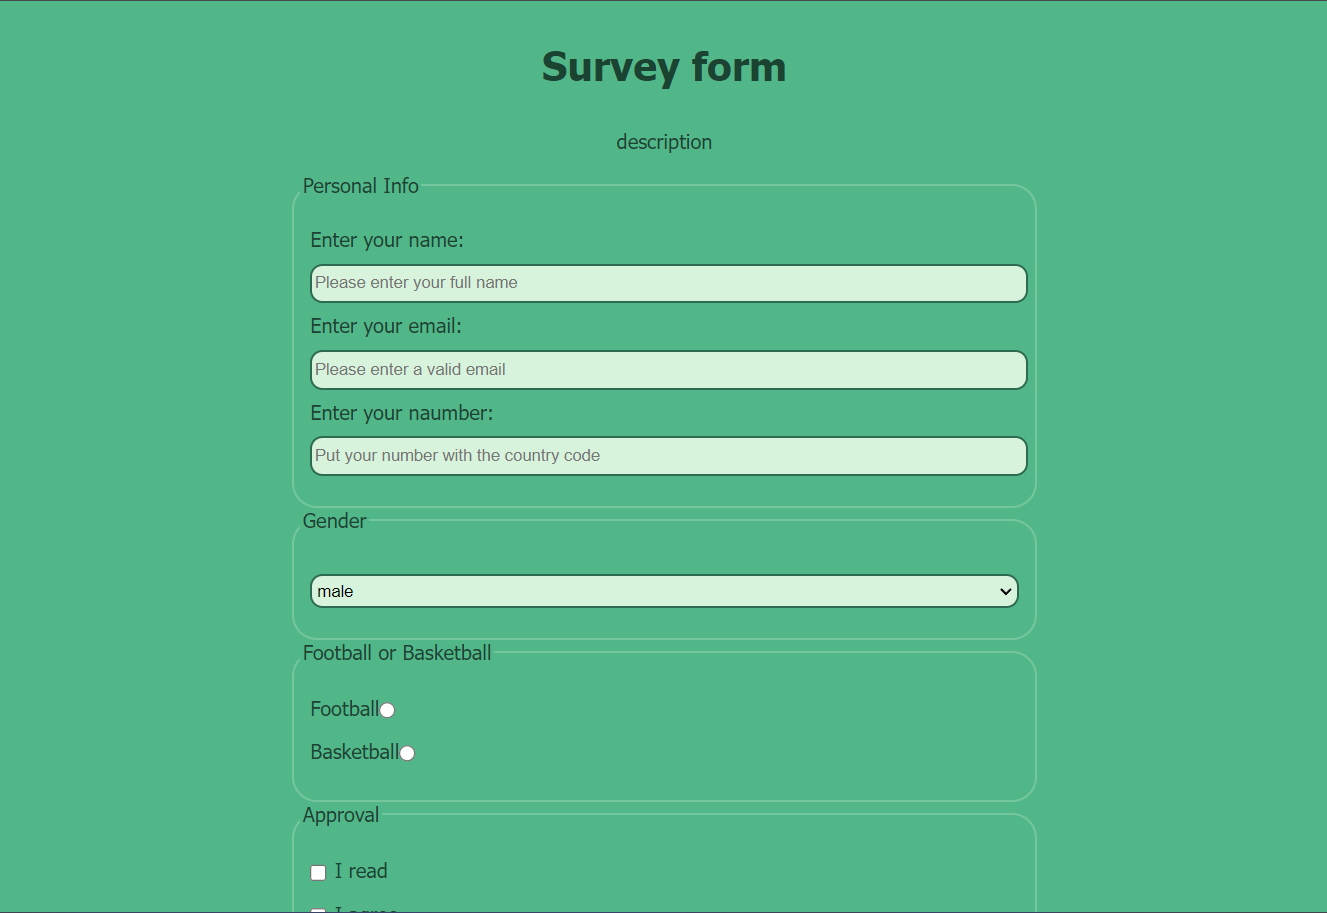 Survey form
description
Personal Info
Enter your name:
Please enter your full name
Enter your email:
Please enter a valid email
Enter your naumber:
Put your number with the country code
Gender
male
Football or Basketball
Football
Basketball
Approval
I read
I agree